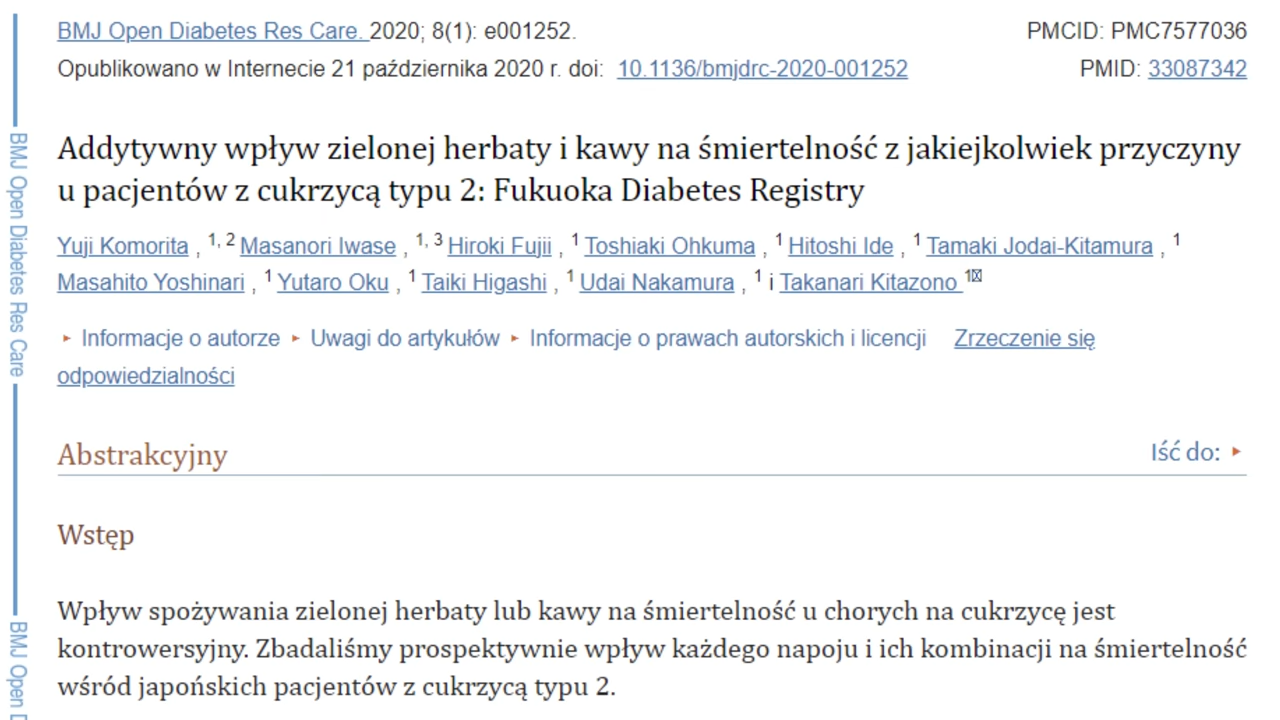 BMJ Open Diabetes Res Care. 2020; 8(1): e001252.
PMCID: PMC7577036
Opublikowano w Internecie 21 października 2020 r. doi: 10.1136/bmjdrc-2020-001252
PMID: 33087342
Addytywny wpływ zielonej herbaty i kawy na śmiertelność z jakiejkolwiek przyczyny
u pacjentów z cukrzycą typu 2: Fukuoka Diabetes Registry
Yuji Komorita , 1, 2 Masanori Iwase , 1, 3 Hiroki Fujii , 1 Toshiaki Ohkuma , 1 Hitoshi Ide , 1 Tamaki Jodai-Kitamura , 1
Masahito Yoshinari , 1 Yutaro Oku , 1 Taiki Higashi , 1 Udai Nakamura , 1 i Takanari Kitazono 1
▸ Informacje o autorze ▸ Uwagi do artykułów ▸ Informacje o prawach autorskich i licencji Zrzeczenie się
odpowiedzialności
Abstrakcyjny
Iść do: ▸
Wstęp
Wpływ spożywania zielonej herbaty lub kawy na śmiertelność u chorych na cukrzycę jest
kontrowersyjny. Zbadaliśmy prospektywnie wpływ każdego napoju i ich kombinacji na śmiertelność
wśród japońskich pacjentów z cukrzycą typu 2.
BMJ Open Diabetes Res Care
BMJ Open D